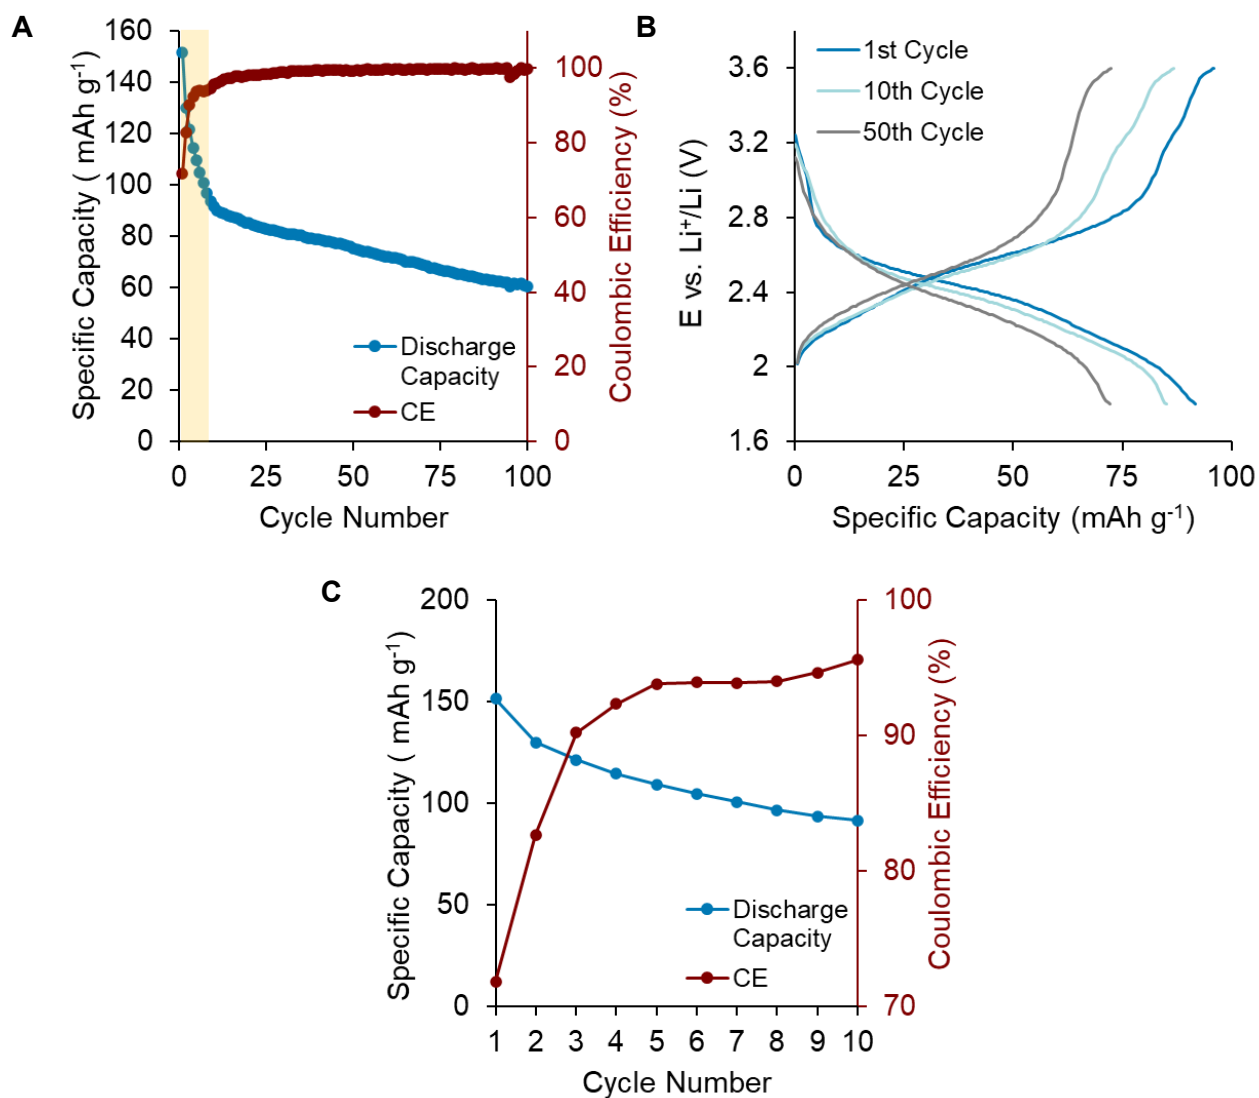 A
160
140
120
100
80
60
40
20
0
Specific Capacity ( mAh g⁻¹)
0 25 50 75 100
Cycle Number
100
80
60
40
20
0
Coulombic Efficiency (%)
Discharge
Capacity
CE
B
3.6
3.2
2.8
2.4
2
1.6
E vs. Li⁺/Li (V)
1st Cycle
10th Cycle
50th Cycle
0 25 50 75 100
Specific Capacity (mAh g⁻¹)
C
200
150
100
50
0
Specific Capacity ( mAh g⁻¹)
1 2 3 4 5 6 7 8 9 10
Cycle Number
100
90
80
70
Coulombic Efficiency (%)
Discharge
Capacity
CE